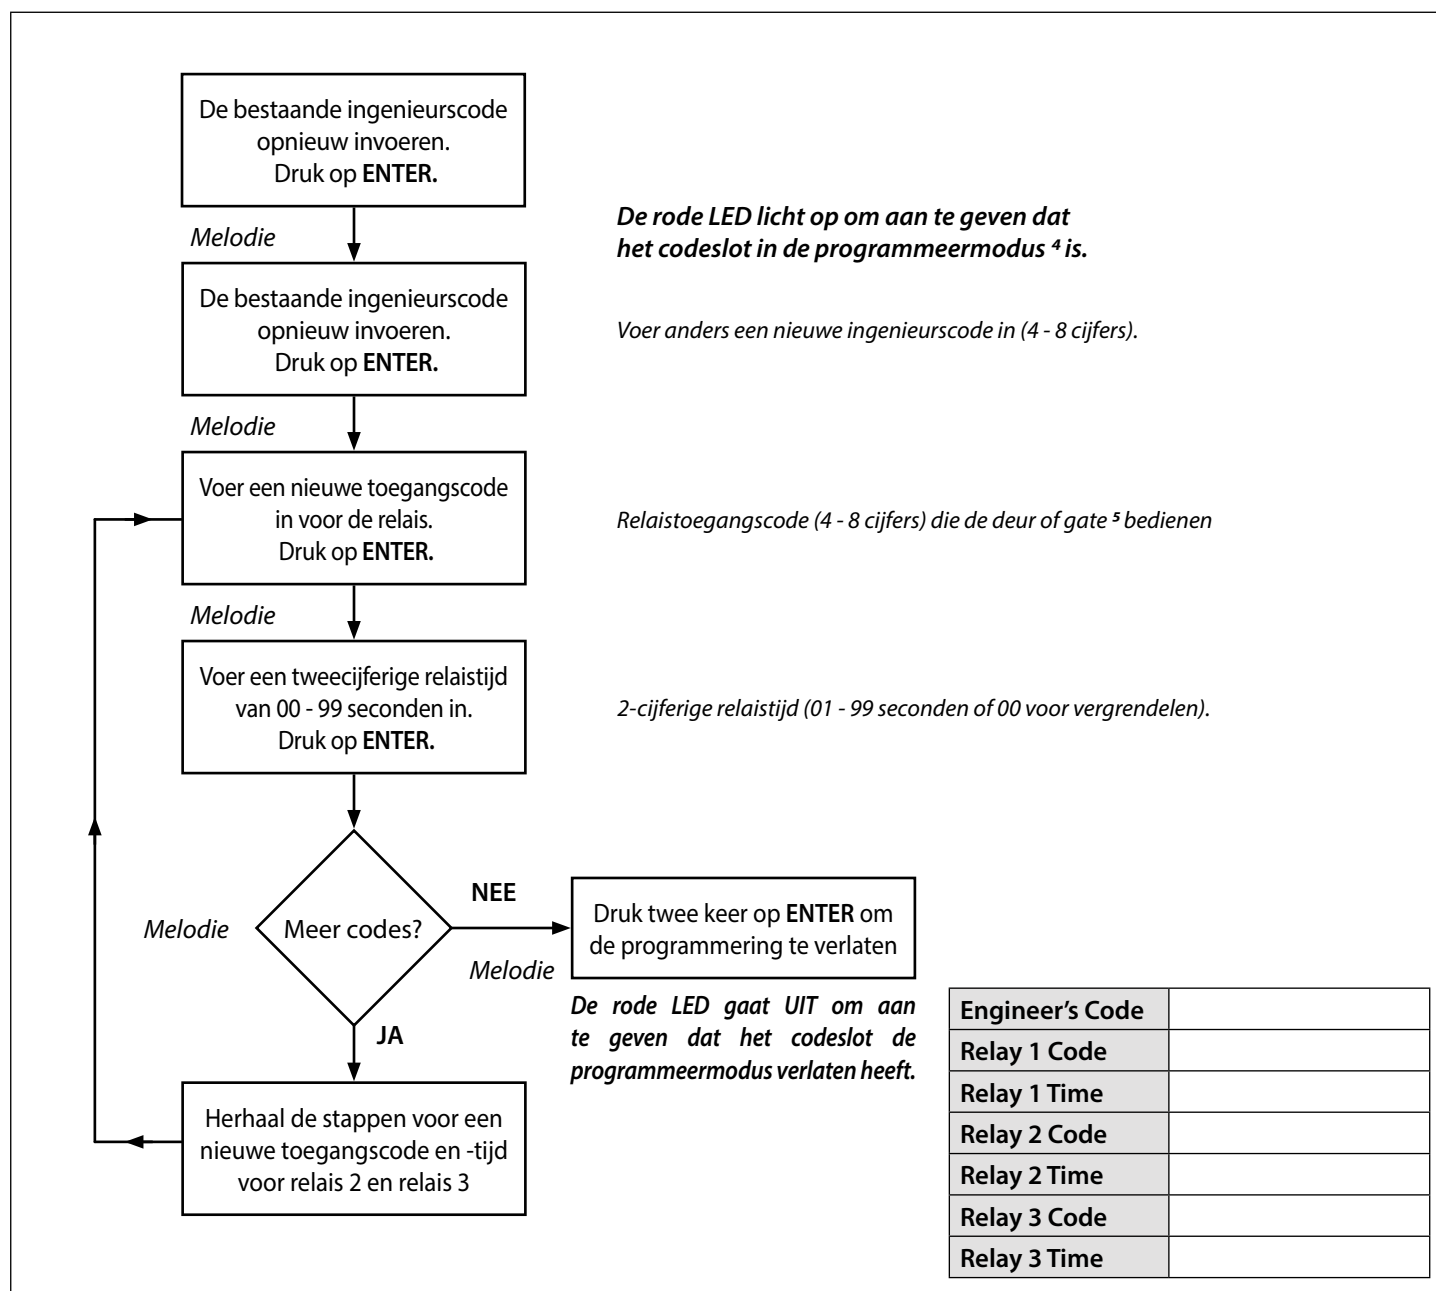 De bestaande ingenieurscode
opnieuw invoeren.
Druk op ENTER.
Melodie
De rode LED licht op om aan te geven dat
het codeslot in de programmeermodus ⁴ is.
De bestaande ingenieurscode
opnieuw invoeren.
Druk op ENTER.
Voer anders een nieuwe ingenieurscode in (4 - 8 cijfers).
Melodie
Voer een nieuwe toegangscode
in voor de relais.
Druk op ENTER.
Relaistoegangscode (4 - 8 cijfers) die de deur of gate ⁵ bedienen
Melodie
Voer een tweecijferige relaistijd
van 00 - 99 seconden in.
Druk op ENTER.
2-cijferige relaistijd (01 - 99 seconden of 00 voor vergrendelen).
Melodie
Meer codes?
NEE
Melodie
Druk twee keer op ENTER om
de programmering te verlaten
De rode LED gaat UIT om aan
te geven dat het codeslot de
programmeermodus verlaten heeft.
JA
Herhaal de stappen voor een
nieuwe toegangscode en -tijd
voor relais 2 en relais 3
Engineer's Code
Relay 1 Code
Relay 1 Time
Relay 2 Code
Relay 2 Time
Relay 3 Code
Relay 3 Time